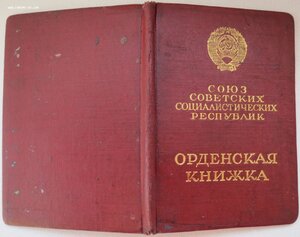 СОЮЗ
СОВЕТСКИХ
СОЦИАЛИСТИЧЕСКИХ
РЕСПУБЛИК
ОРДЕНСКАЯ
КНИЖКА